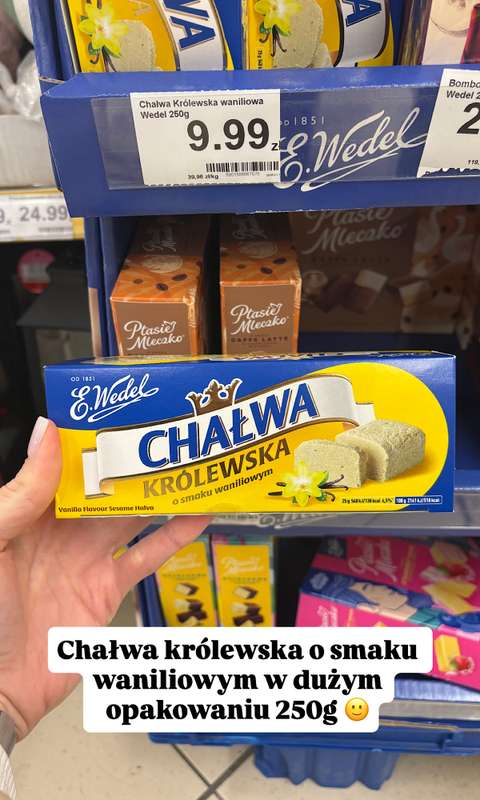 Chałwa Królewska waniliowa
Wedel 250g
9.99
39,96 zł/kg
OD 1851
E.Wedel
Bombo
Wedel 2
2
24.99
Ptasie
Mleczko
Ptasie
Mleczko
Ptasie
Mleczko
CAFFE LATTE
OD 1851
E.Wedel
CHAŁWA
KRÓLEWSKA
o smaku waniliowym
Vanilla Flavour Sesame Halva
Chałwa królewska o smaku
waniliowym w dużym
opakowaniu 250g 🙂